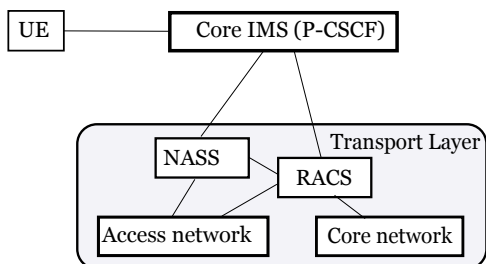 UE
Core IMS (P-CSCF)
Transport Layer
NASS
RACS
Access network
Core network